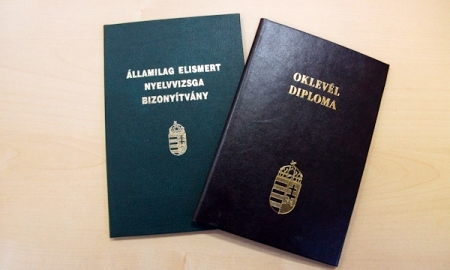 ÁLLAMILAG ELISMERT
NYELVVIZSGA
BIZONYÍTVÁNY
OKLEVÉL
DIPLOMA